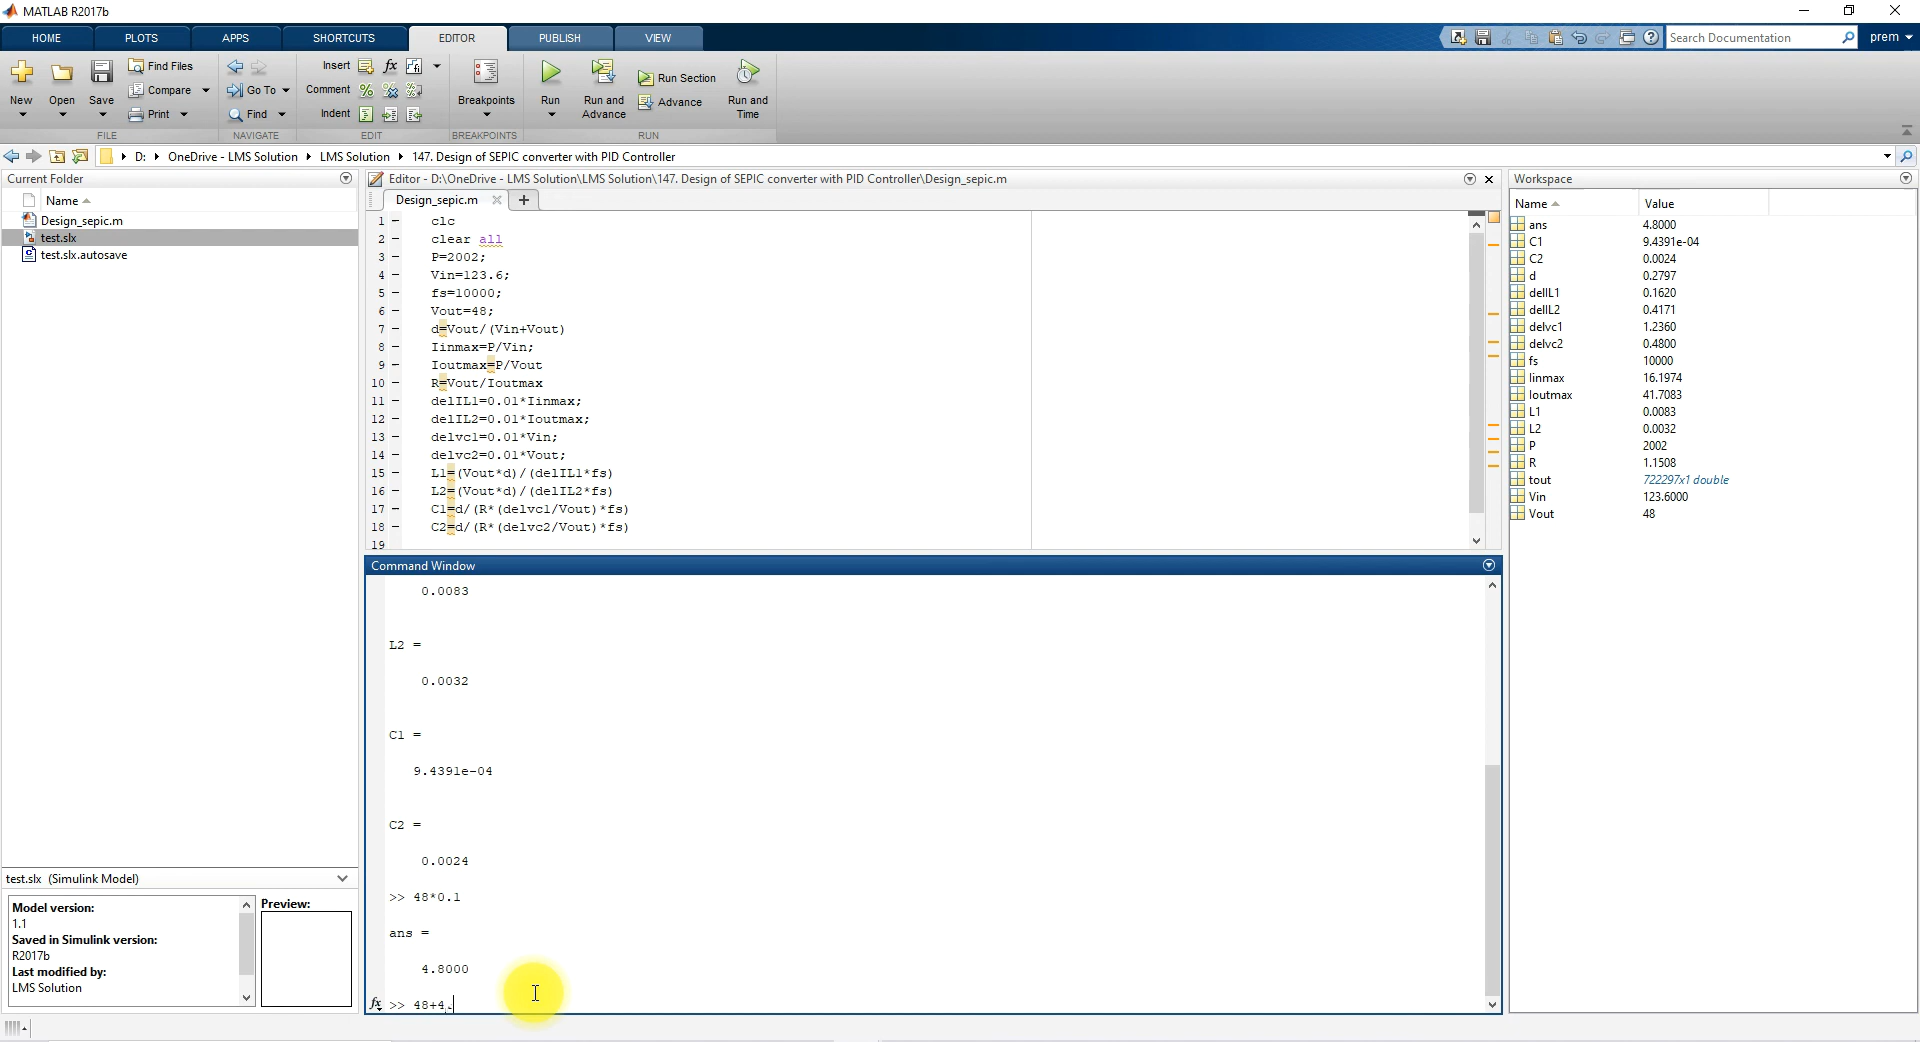 MATLAB R2017b
HOME PLOTS APPS SHORTCUTS EDITOR PUBLISH VIEW
Search Documentation prem
New Open Save Find Files Compare Print
Go To Find
Insert fx
Comment
Indent
Breakpoints
Run Run and Advance Run Section Advance Run and Time
FILE NAVIGATE EDIT BREAKPOINTS RUN
D: OneDrive - LMS Solution LMS Solution 147. Design of SEPIC converter with PID Controller
Current Folder
Name
Design_sepic.m
test.slx
test.slx.autosave
test.slx (Simulink Model)
Model version:
1.1
Saved in Simulink version:
R2017b
Last modified by:
LMS Solution
Preview:
Editor - D:\OneDrive - LMS Solution\LMS Solution\147. Design of SEPIC converter with PID Controller\Design_sepic.m
Design_sepic.m
1 - clc
2 - clear all
3 - P=2002;
4 - Vin=123.6;
5 - fs=10000;
6 - Vout=48;
7 - d=Vout/(Vin+Vout)
8 - Iinmax=P/Vin;
9 - Ioutmax=P/Vout
10 - R=Vout/Ioutmax
11 - delIL1=0.01*Iinmax;
12 - delIL2=0.01*Ioutmax;
13 - delvc1=0.01*Vin;
14 - delvc2=0.01*Vout;
15 - L1=(Vout*d)/(delIL1*fs)
16 - L2=(Vout*d)/(delIL2*fs)
17 - C1=d/(R*(delvc1/Vout)*fs)
18 - C2=d/(R*(delvc2/Vout)*fs)
19
Command Window
0.0083
L2 =
0.0032
C1 =
9.4391e-04
C2 =
0.0024
>> 48*0.1
ans =
4.8000
fx >> 48+4.
Workspace
Name Value
ans 4.8000
C1 9.4391e-04
C2 0.0024
d 0.2797
delIL1 0.1620
delIL2 0.4171
delvc1 1.2360
delvc2 0.4800
fs 10000
Iinmax 16.1974
Ioutmax 41.7083
L1 0.0083
L2 0.0032
P 2002
R 1.1508
tout 722297x1 double
Vin 123.6000
Vout 48